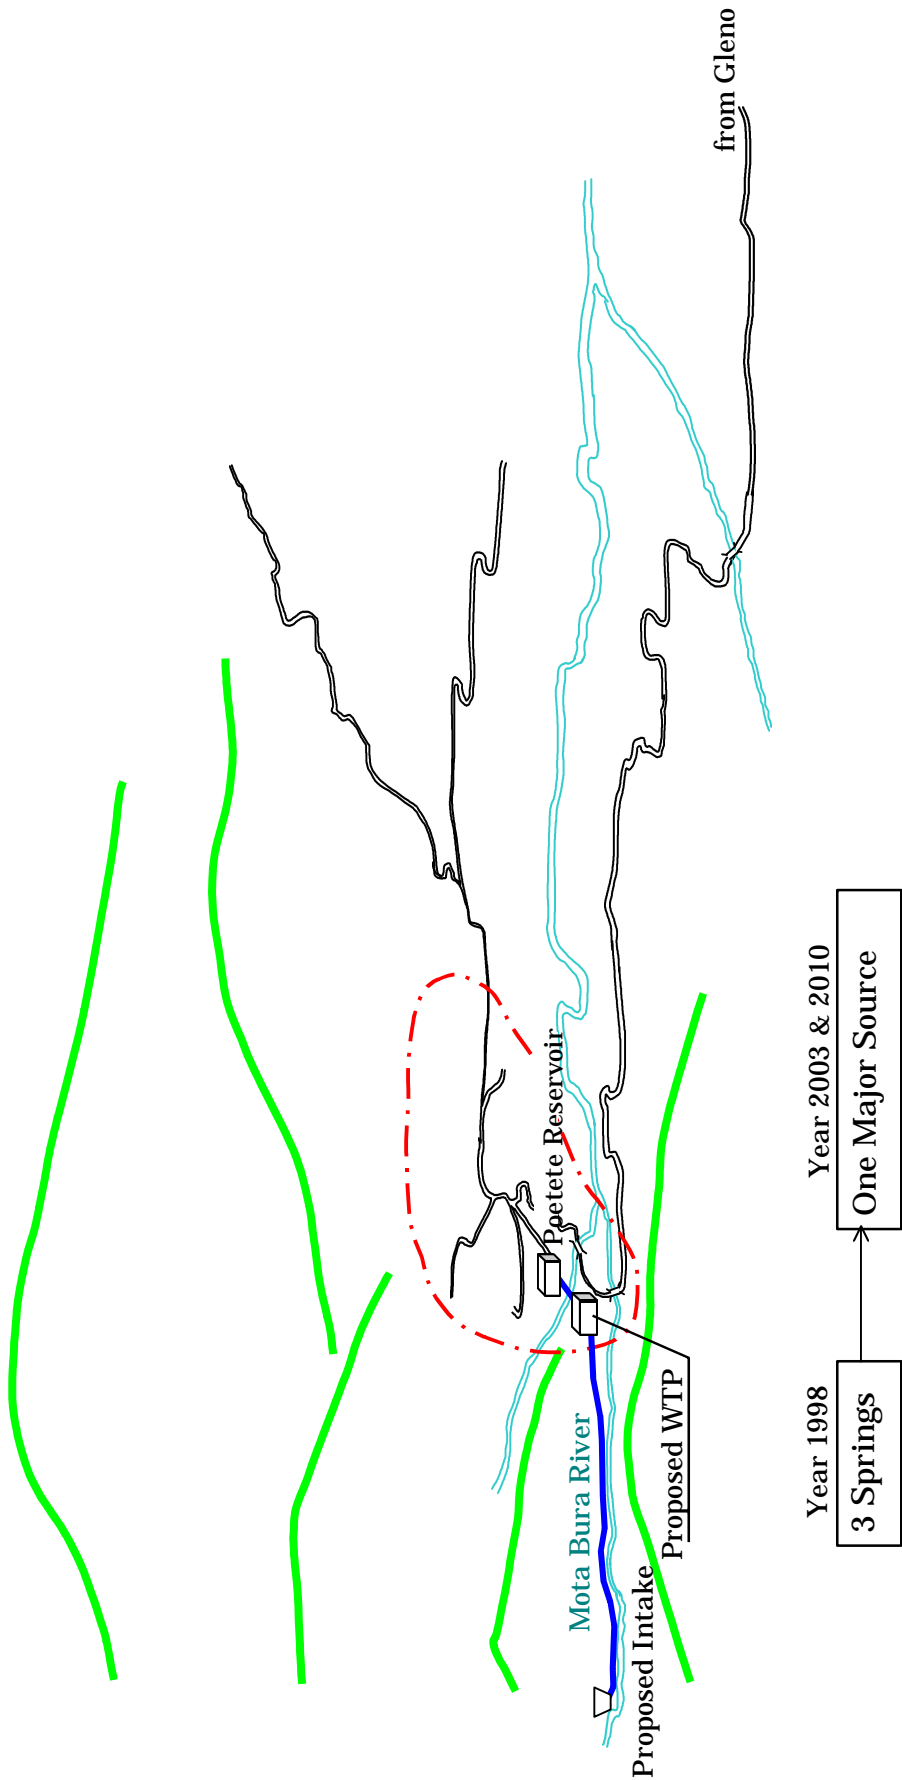 from Gleno
Poetete Reservoir
Mota Bura River
Proposed WTP
Proposed Intake
Year 1998
3 Springs
Year 2003 & 2010
One Major Source